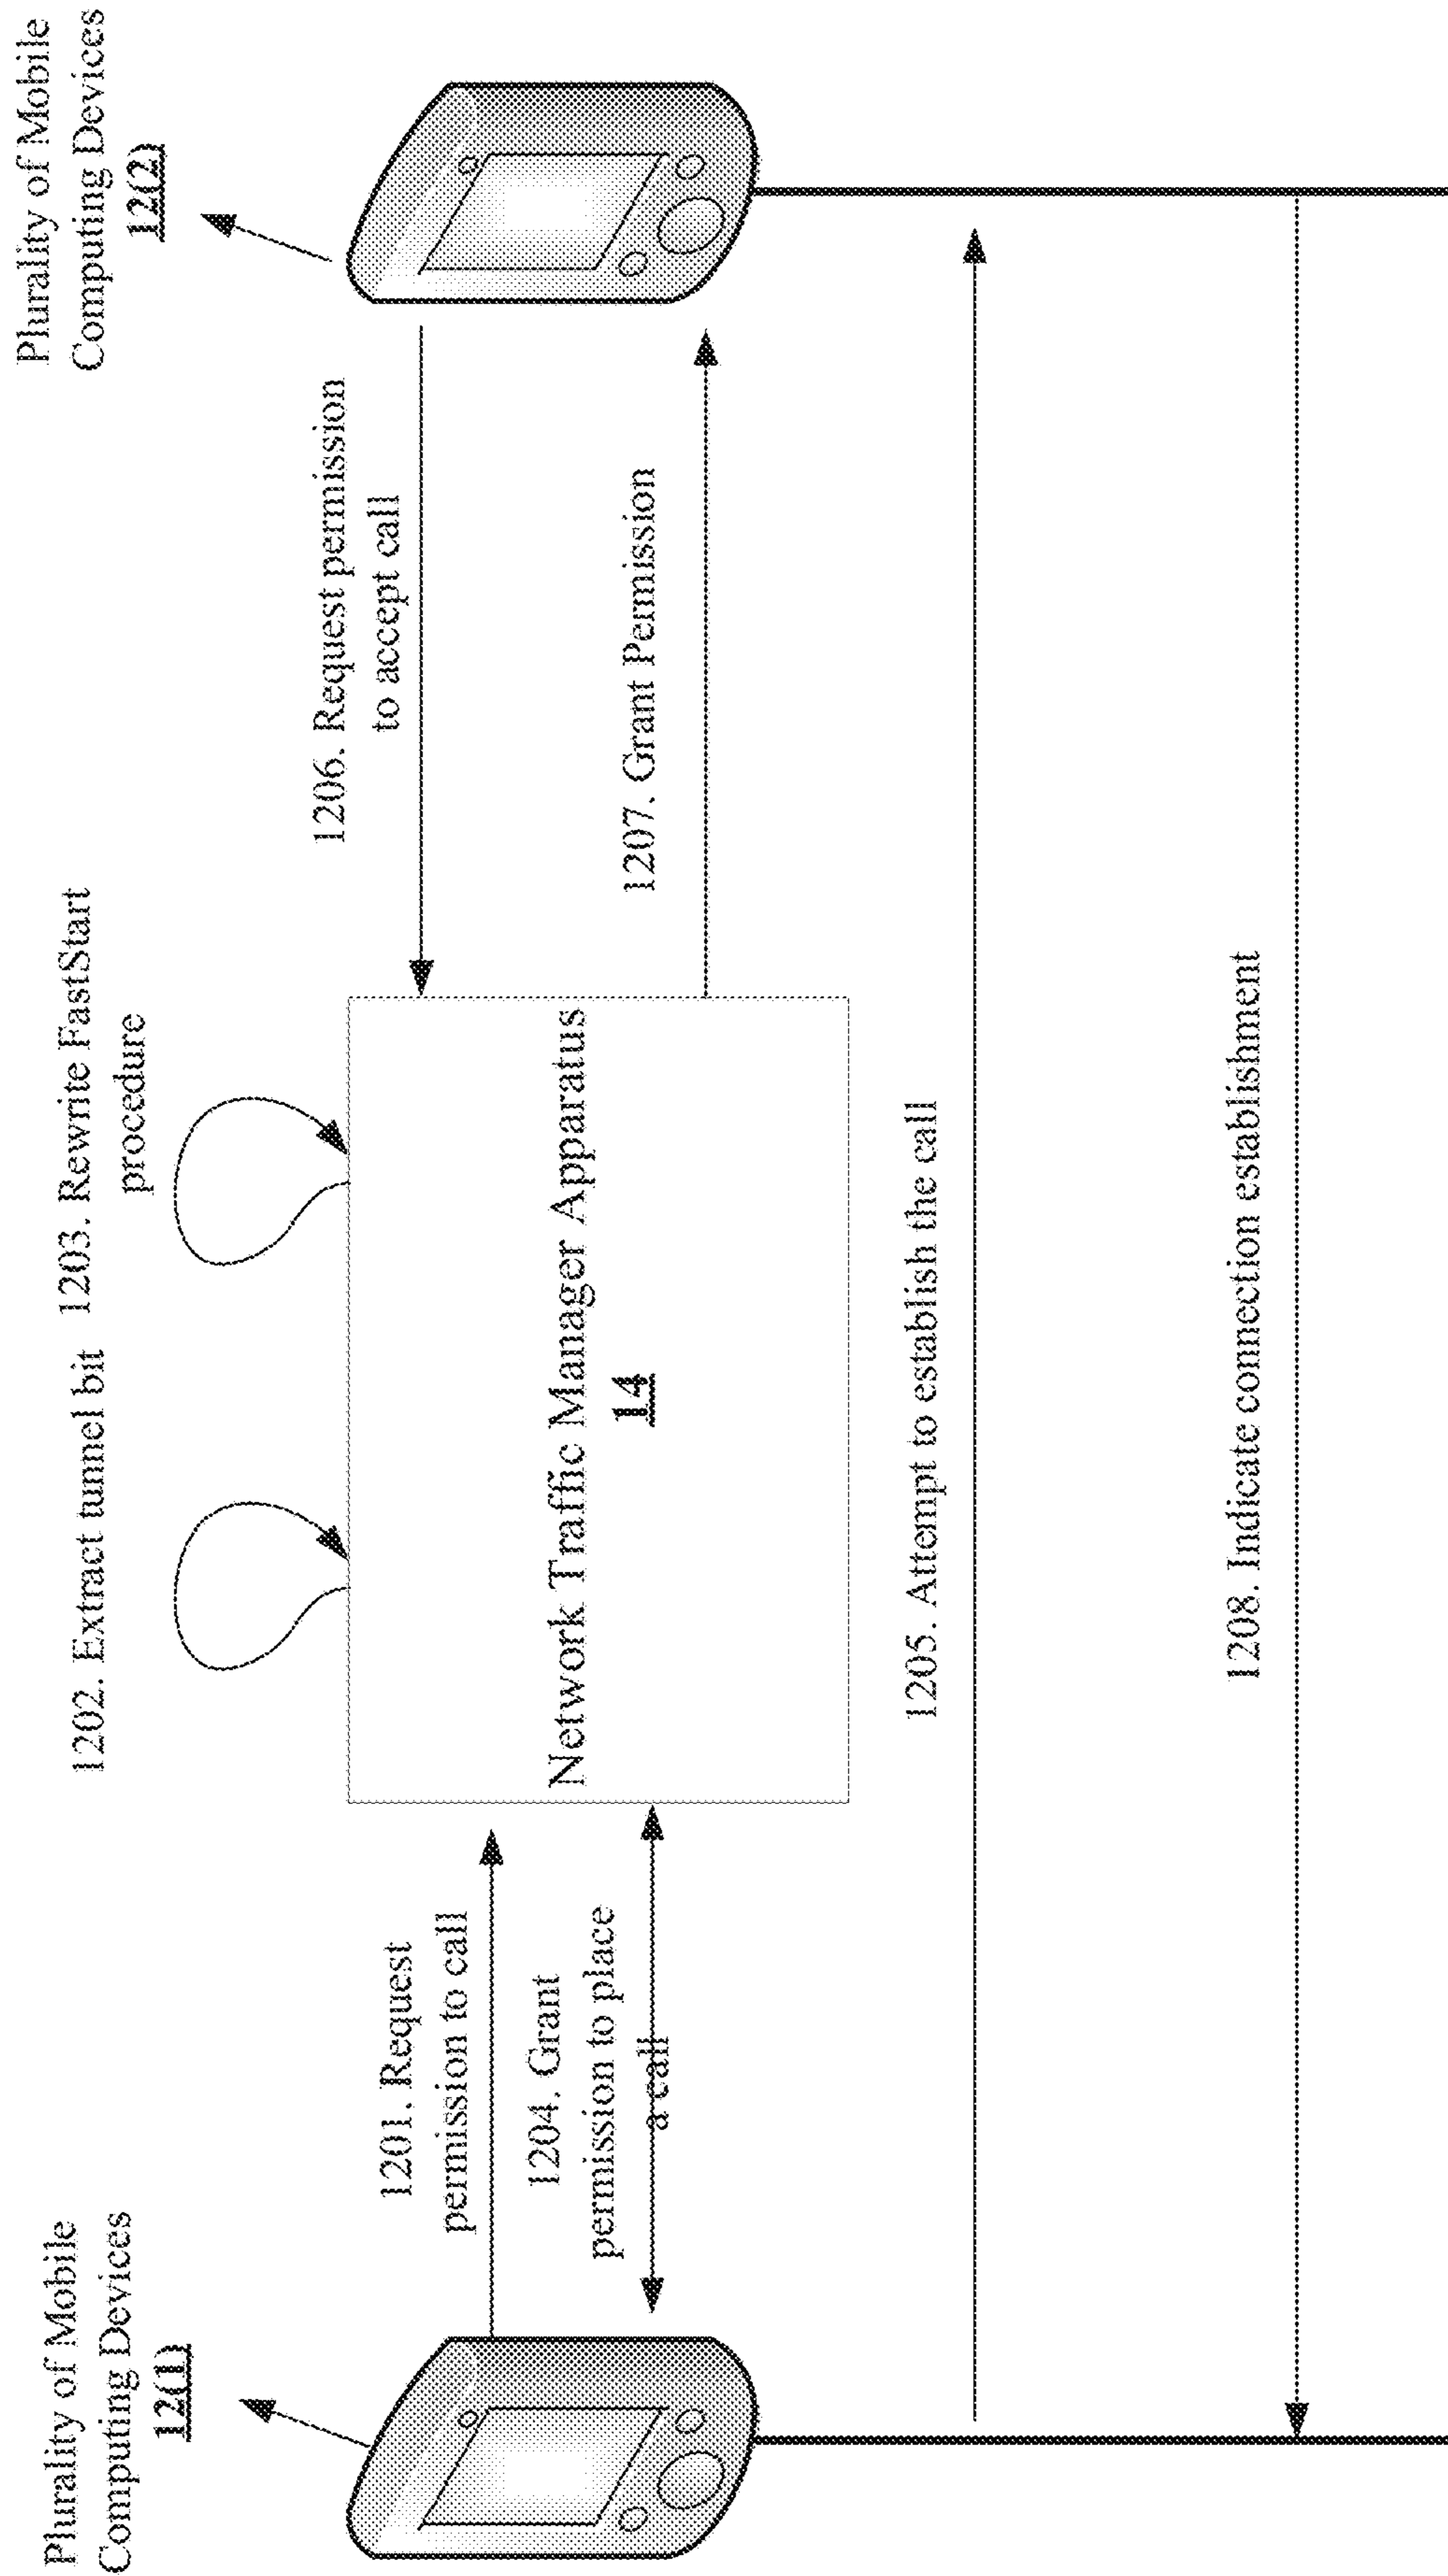 Plurality of Mobile
Computing Devices
12(1)
Plurality of Mobile
Computing Devices
12(2)
1202. Extract tunnel bit
1203. Rewrite FastStart
procedure
1201. Request
permission to call
1204. Grant
permission to place
a call
Network Traffic Manager Apparatus
14
1206. Request permission
to accept call
1207. Grant Permission
1205. Attempt to establish the call
1208. Indicate connection establishment